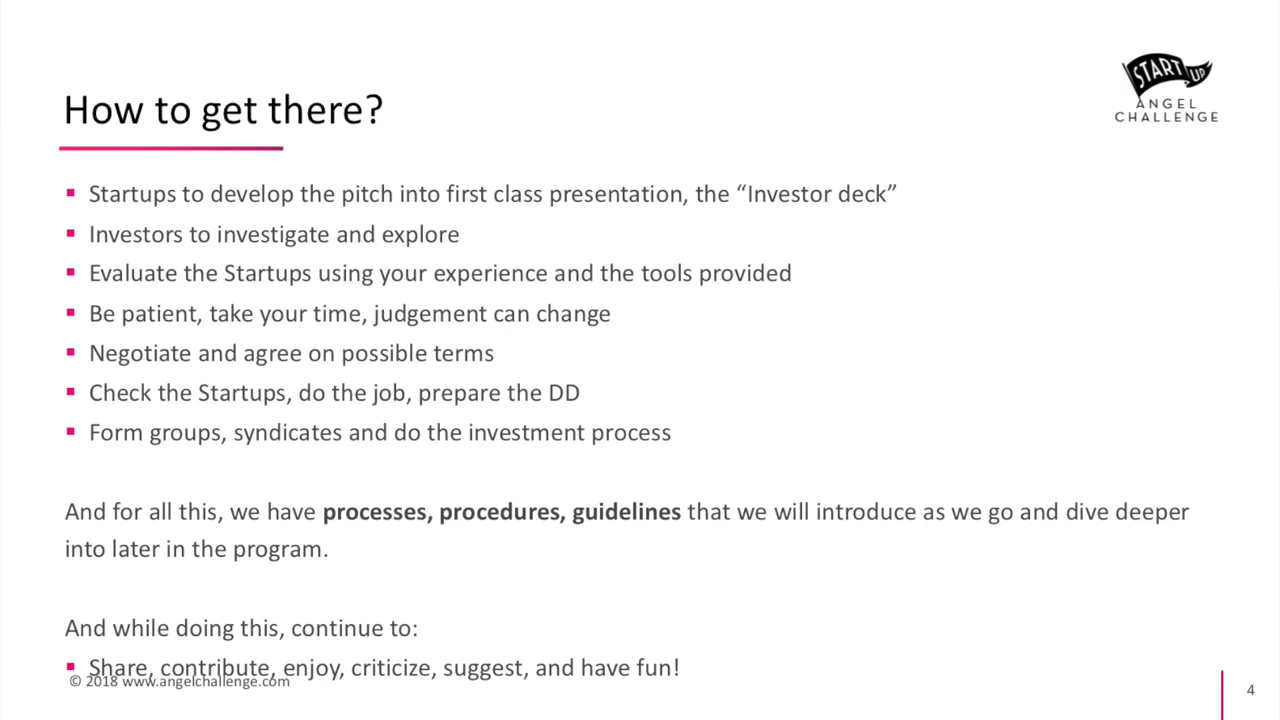 START UP
ANGEL
CHALLENGE
How to get there?
▪ Startups to develop the pitch into first class presentation, the “Investor deck”
▪ Investors to investigate and explore
▪ Evaluate the Startups using your experience and the tools provided
▪ Be patient, take your time, judgement can change
▪ Negotiate and agree on possible terms
▪ Check the Startups, do the job, prepare the DD
▪ Form groups, syndicates and do the investment process
And for all this, we have processes, procedures, guidelines that we will introduce as we go and dive deeper
into later in the program.
And while doing this, continue to:
▪ Share, contribute, enjoy, criticize, suggest, and have fun!
© 2018 www.angelchallenge.com
4